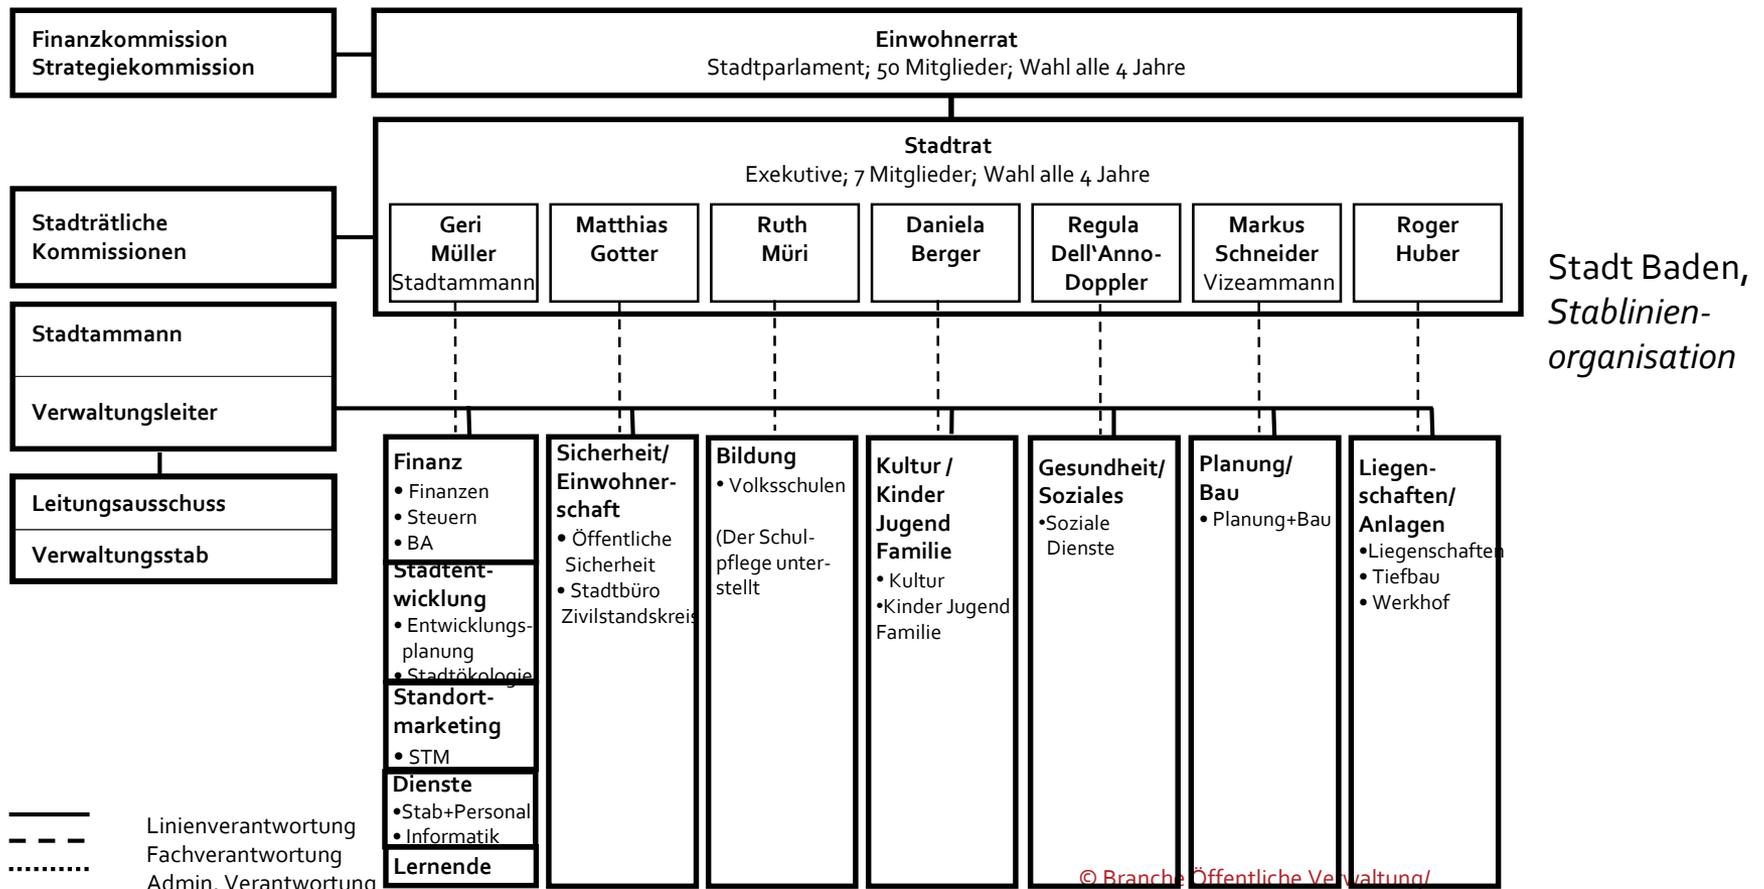 Finanzkommission
Strategiekommission
Einwohnerrat
Stadtparlament; 50 Mitglieder; Wahl alle 4 Jahre
Stadtrat
Exekutive; 7 Mitglieder; Wahl alle 4 Jahre
Stadträtliche
Kommissionen
Geri
Müller
Stadtammann
Matthias
Gotter
Ruth
Müri
Daniela
Berger
Regula
Dell'Anno-
Doppler
Markus
Schneider
Vizeammann
Roger
Huber
Stadt Baden,
Stablinien-
organisation
Stadtammann
Verwaltungsleiter
Leitungsausschuss
Verwaltungsstab
Finanz
• Finanzen
• Steuern
• BA
Stadtent-
wicklung
• Entwicklungs-
planung
• Stadtökologie
Standort-
marketing
• STM
Dienste
•Stab+Personal
• Informatik
Lernende
Sicherheit/
Einwohner-
schaft
• Öffentliche
Sicherheit
• Stadtbüro
Zivilstandskreis
Bildung
• Volksschulen
(Der Schul-
pflege unter-
stellt
Kultur /
Kinder
Jugend
Familie
• Kultur
•Kinder Jugend
Familie
Gesundheit/
Soziales
•Soziale
Dienste
Planung/
Bau
• Planung+Bau
Liegen-
schaften/
Anlagen
•Liegenschaften
• Tiefbau
• Werkhof
Linienverantwortung
Fachverantwortung
Admin. Verantwortung
© Branche Öffentliche Verwaltung/